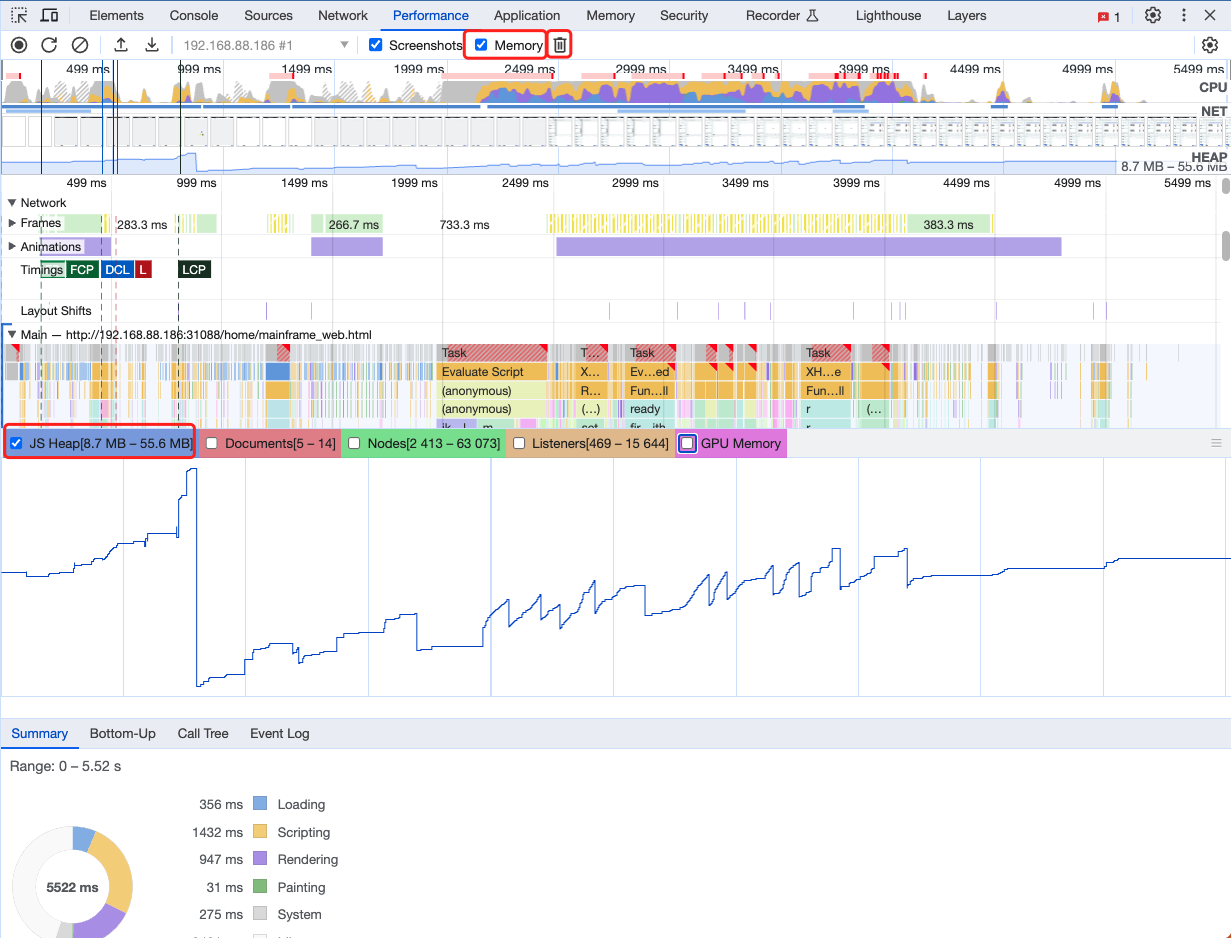 Elements Console Sources Network Performance Application Memory Security Recorder Lighthouse Layers 1
192.168.88.186 #1 Screenshots Memory
499 ms 999 ms 1499 ms 1999 ms 2499 ms 2999 ms 3499 ms 3999 ms 4499 ms 4999 ms 5499 ms
CPU
NET
HEAP
8.7 MB – 55.6 MB
499 ms 999 ms 1499 ms 1999 ms 2499 ms 2999 ms 3499 ms 3999 ms 4499 ms 4999 ms 5499 ms
Network
Frames 283.3 ms 266.7 ms 733.3 ms 383.3 ms
Animations
Timings FCP DCL L LCP
Layout Shifts
Main — http://192.168.88.186:31088/home/mainframe_web.html
Task T… Task Task
Evaluate Script X… Ev…ed XH…e
(anonymous) R… Fun…ll Fun…ll
(anonymous) (…) ready r (…
JS Heap[8.7 MB – 55.6 MB] Documents[5 – 14] Nodes[2 413 – 63 073] Listeners[469 – 15 644] GPU Memory
Summary Bottom-Up Call Tree Event Log
Range: 0 – 5.52 s
356 ms Loading
1432 ms Scripting
947 ms Rendering
5522 ms
31 ms Painting
275 ms System